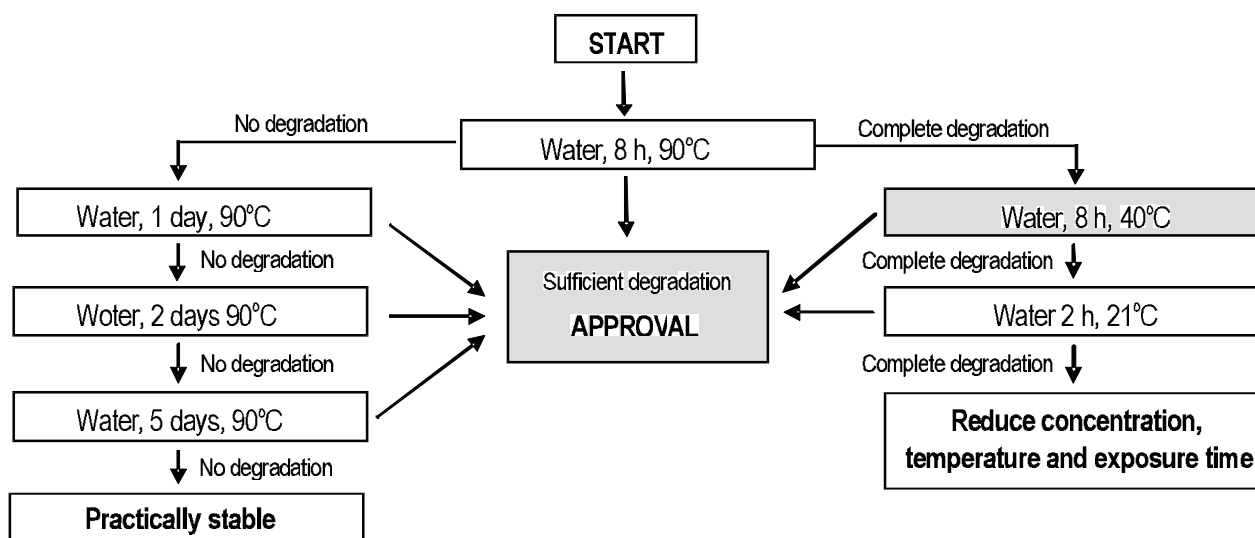 START
No degradation
Water, 8 h, 90°C
Complete degradation
Water, 1 day, 90°C
Water, 8 h, 40°C
No degradation
Sufficient degradation
APPROVAL
Complete degradation
Woter, 2 days 90°C
Water 2 h, 21°C
No degradation
Complete degradation
Water, 5 days, 90°C
Reduce concentration,
temperature and exposure time
No degradation
Practically stable